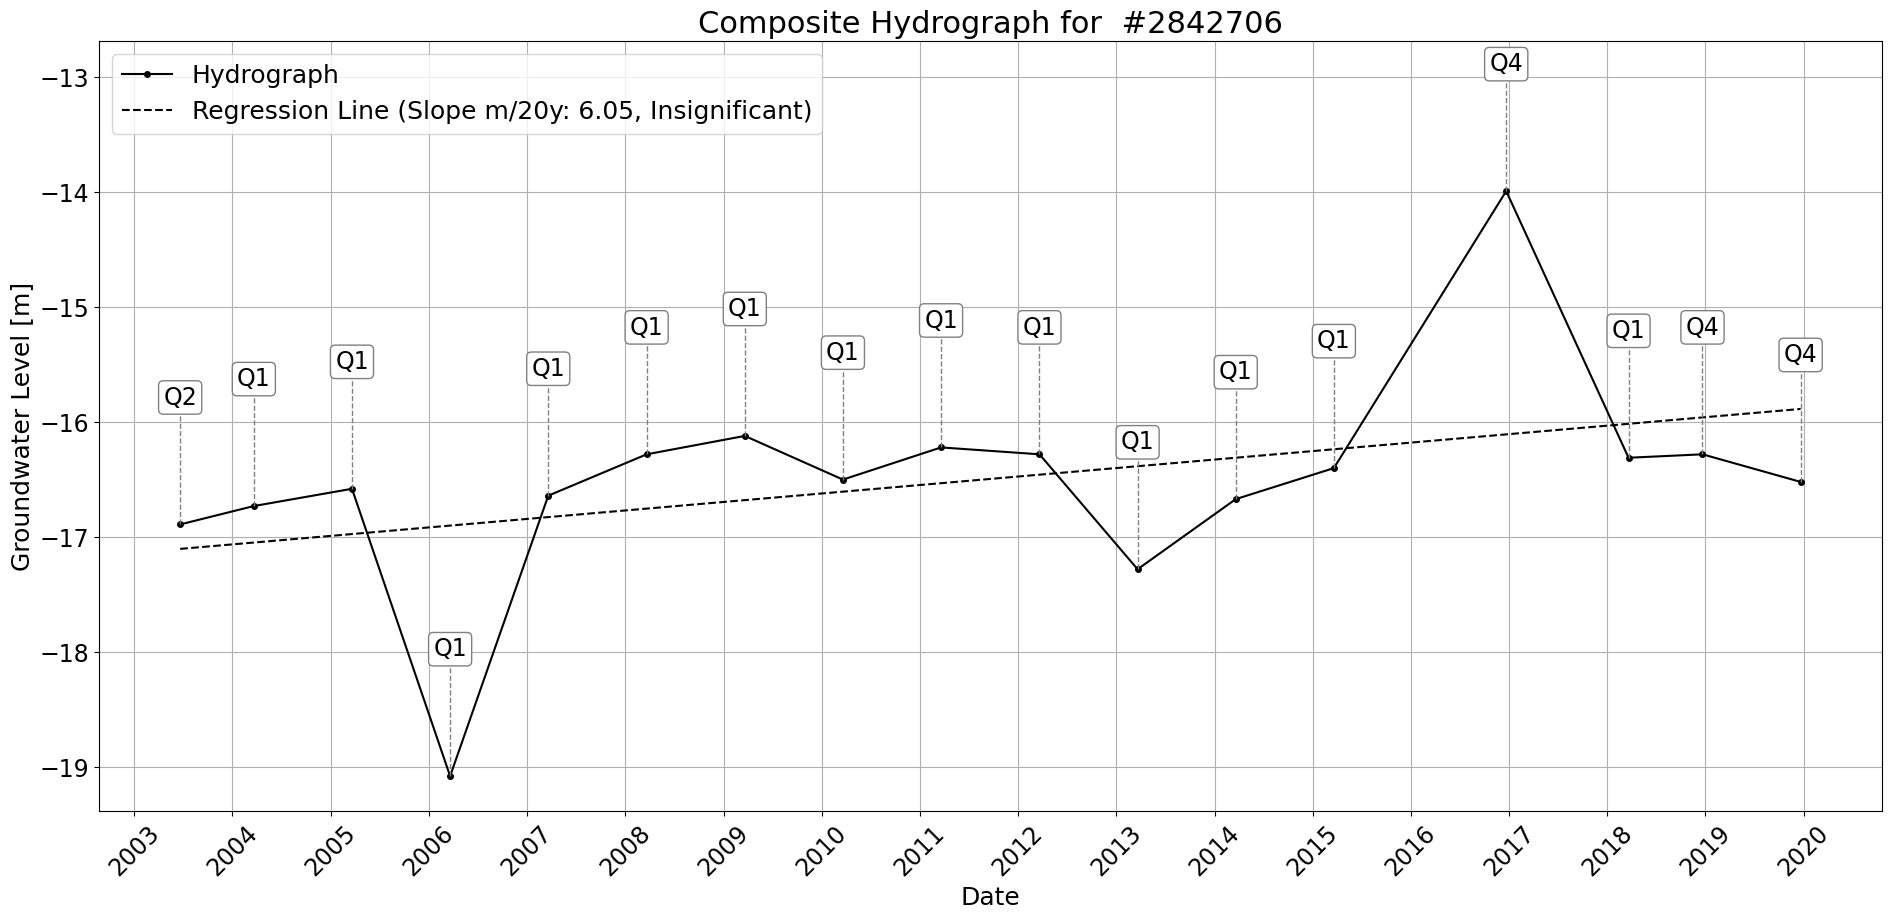 Composite Hydrograph for  #2842706
Hydrograph
Regression Line (Slope m/20y: 6.05, Insignificant)
Groundwater Level [m]
−13
−14
−15
−16
−17
−18
−19
Q2
Q1
Q1
Q1
Q1
Q1
Q1
Q1
Q1
Q1
Q1
Q1
Q1
Q4
Q1
Q4
Q4
2003
2004
2005
2006
2007
2008
2009
2010
2011
2012
2013
2014
2015
2016
2017
2018
2019
2020
Date